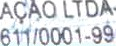 AÇÃO LTDA-
611/0001-99